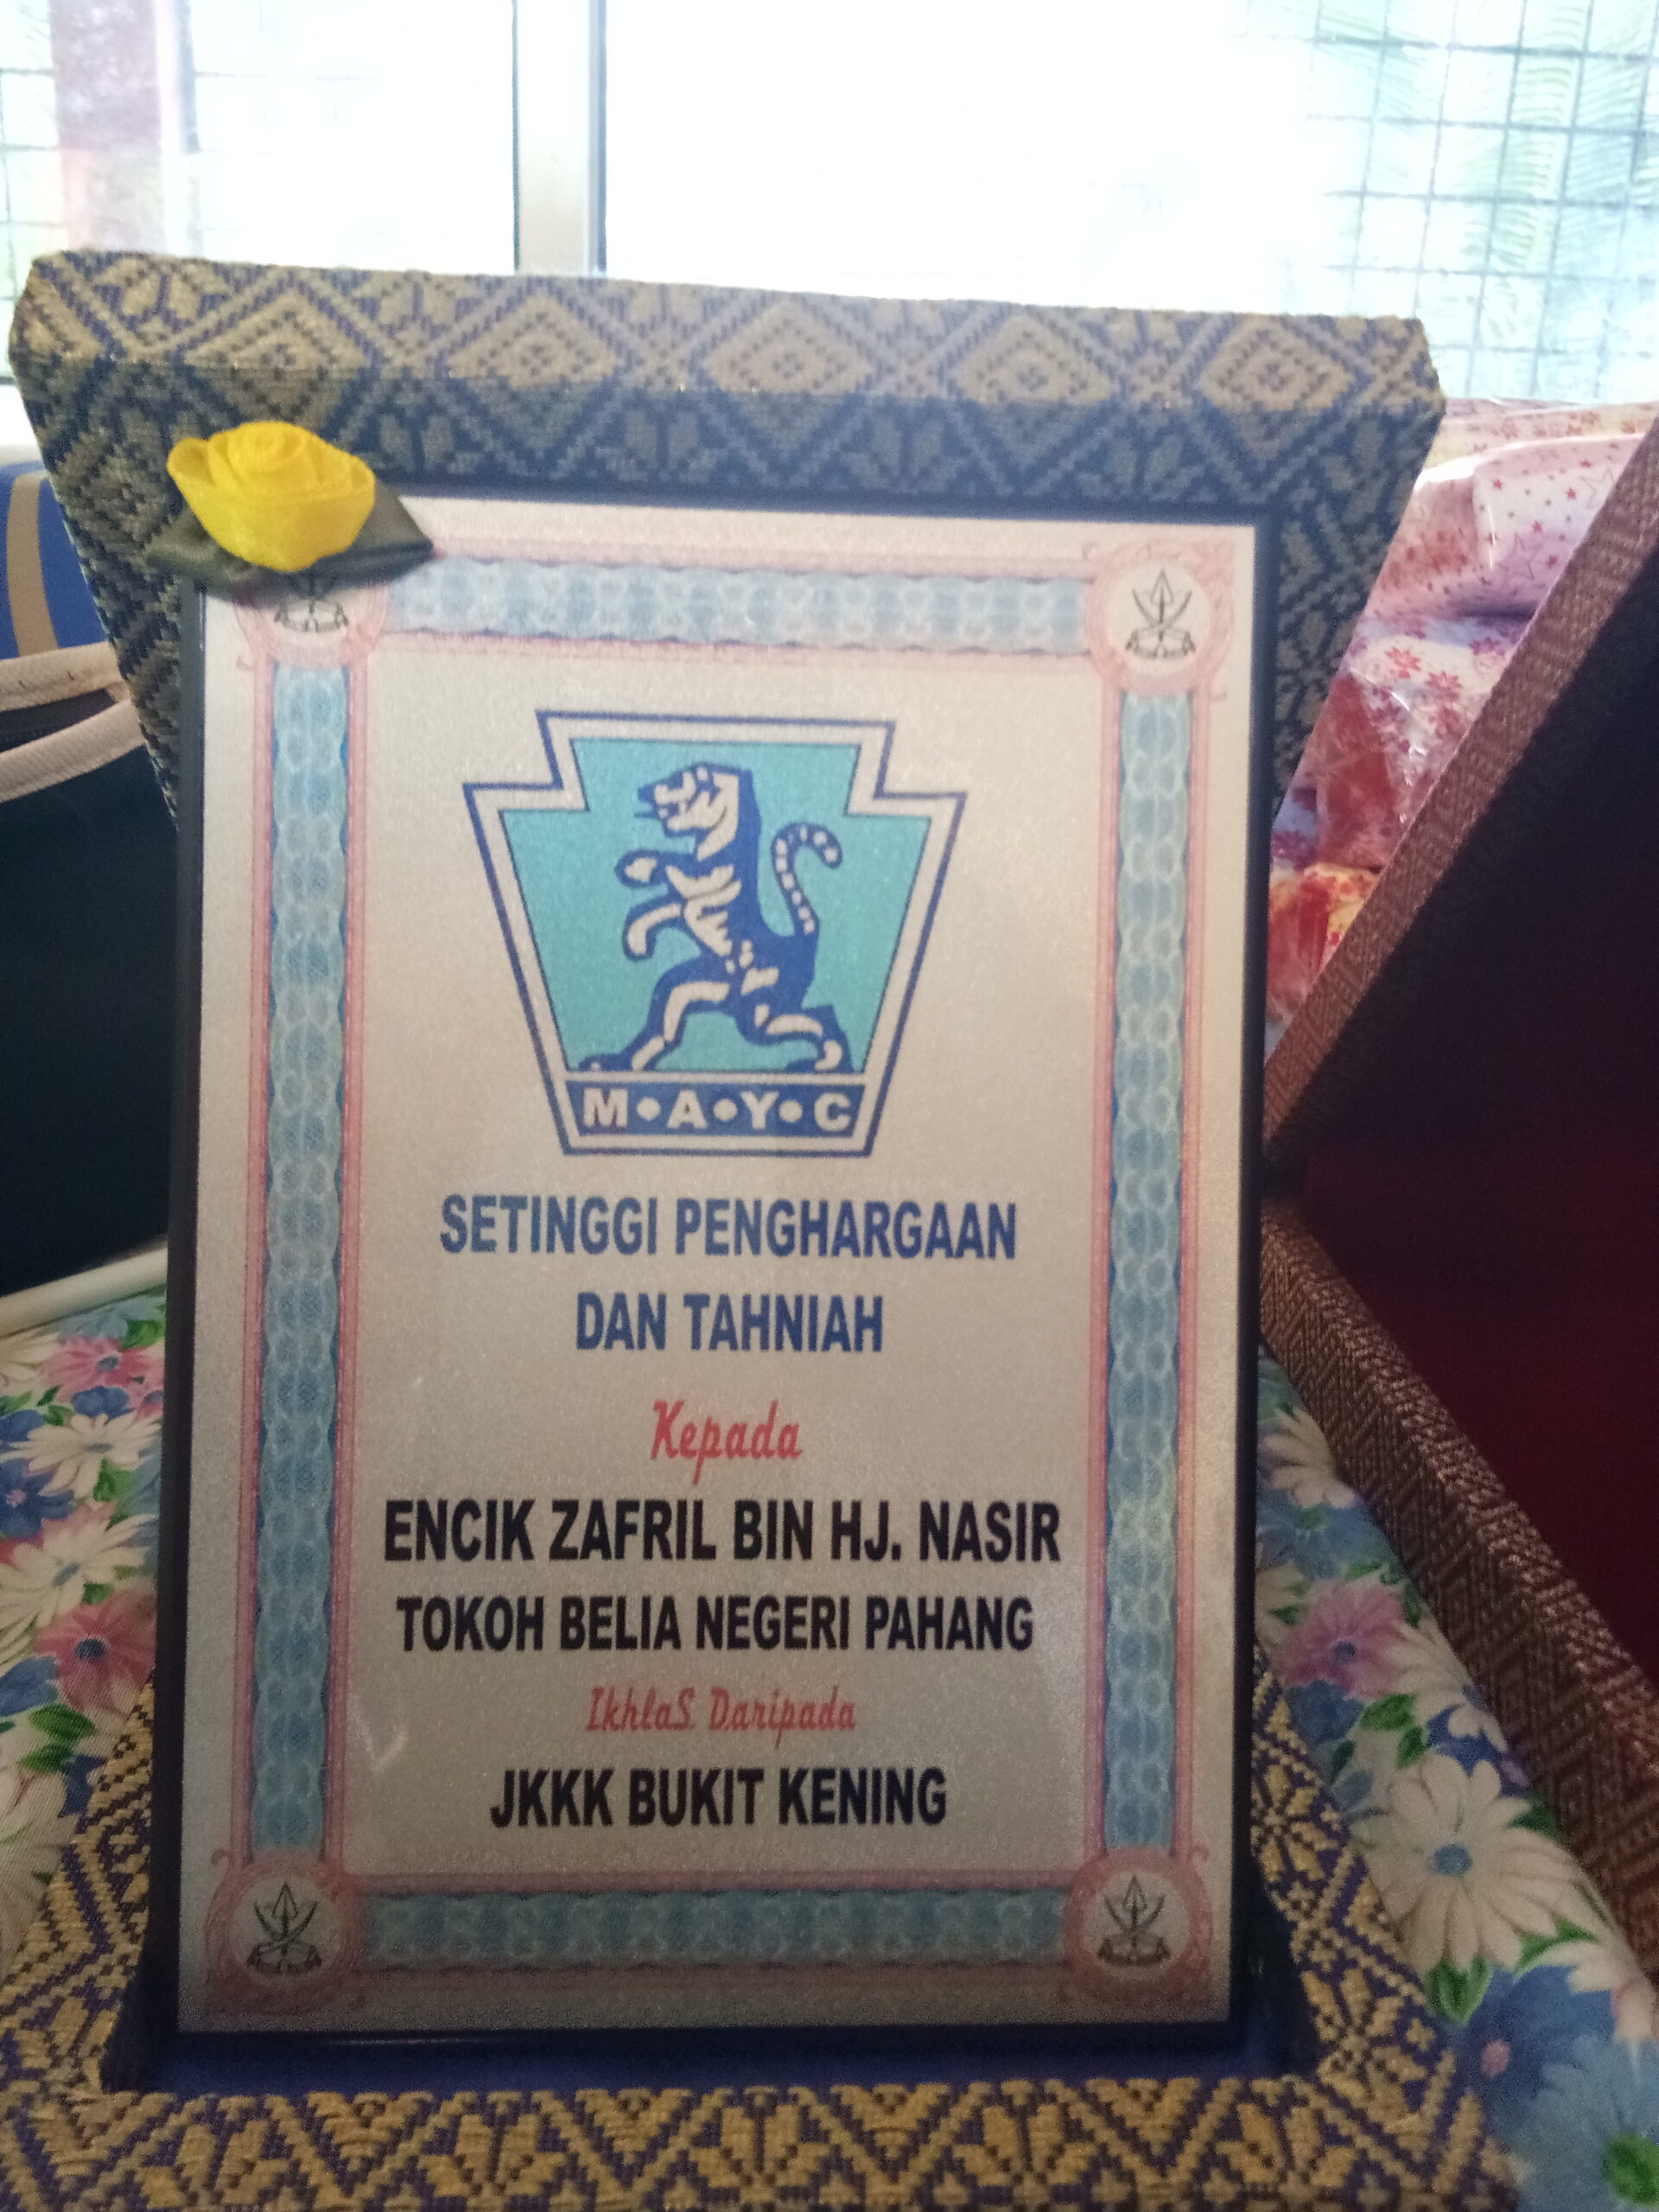 M•A•Y•C
SETINGGI PENGHARGAAN
DAN TAHNIAH
Kepada
ENCIK ZAFRIL BIN HJ. NASIR
TOKOH BELIA NEGERI PAHANG
IkhlaS Daripada
JKKK BUKIT KENING